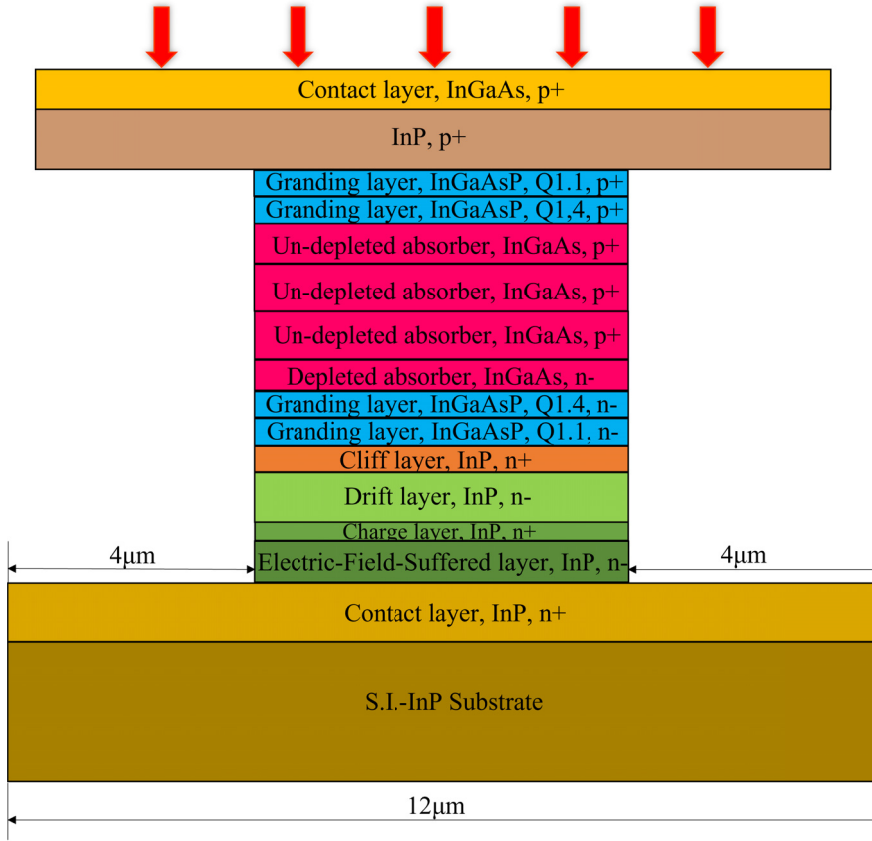 Contact layer, InGaAs, p+
InP, p+
Granding layer, InGaAsP, Q1.1, p+
Granding layer, InGaAsP, Q1,4, p+
Un-depleted absorber, InGaAs, p+
Un-depleted absorber, InGaAs, p+
Un-depleted absorber, InGaAs, p+
Depleted absorber, InGaAs, n-
Granding layer, InGaAsP, Q1.4, n-
Granding layer, InGaAsP, Q1.1, n-
Cliff layer, InP, n+
Drift layer, InP, n-
Charge layer, InP, n+
4μm
Electric-Field-Suffered layer, InP, n-
4μm
Contact layer, InP, n+
S.I.-InP Substrate
12μm